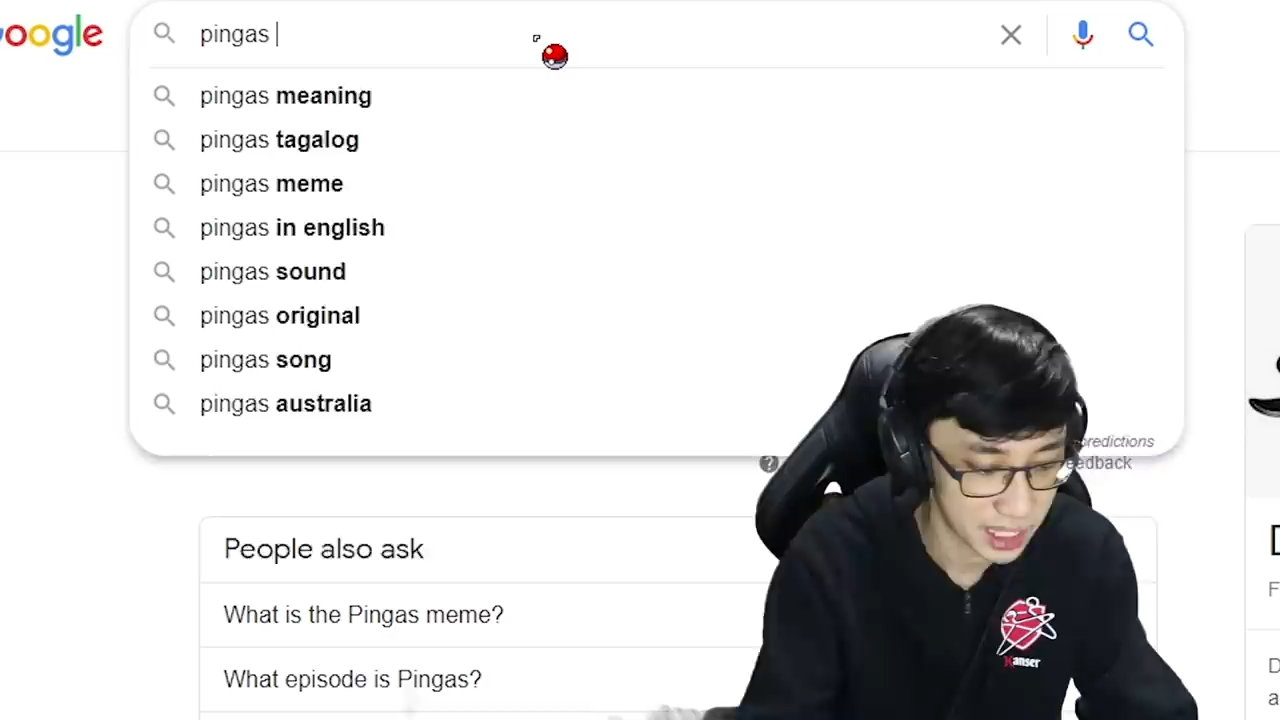 oogle
pingas
pingas meaning
pingas tagalog
pingas meme
pingas in english
pingas sound
pingas original
pingas song
pingas australia
predictions
eedback
People also ask
What is the Pingas meme?
What episode is Pingas?
D
F
D
a
Kanser